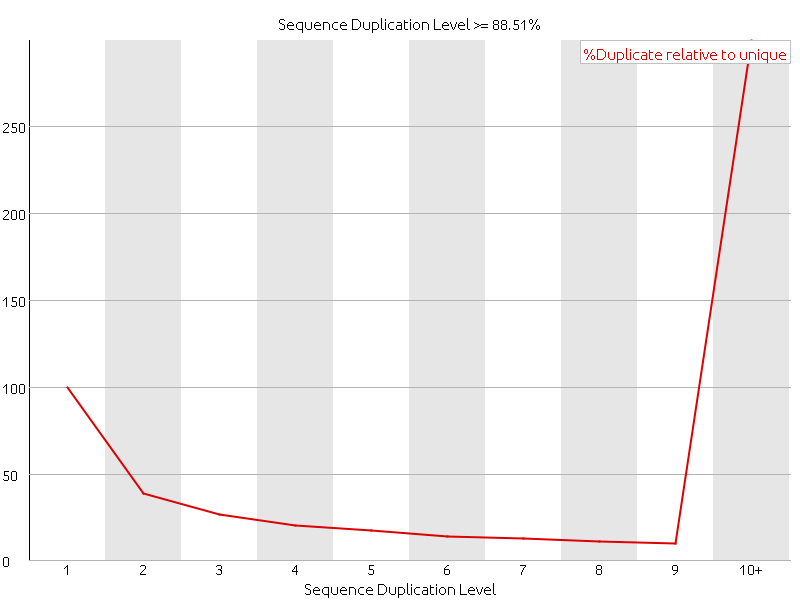 Sequence Duplication Level >= 88.51%
%Duplicate relative to unique
250
200
150
100
50
0
1 2 3 4 5 6 7 8 9 10+
Sequence Duplication Level